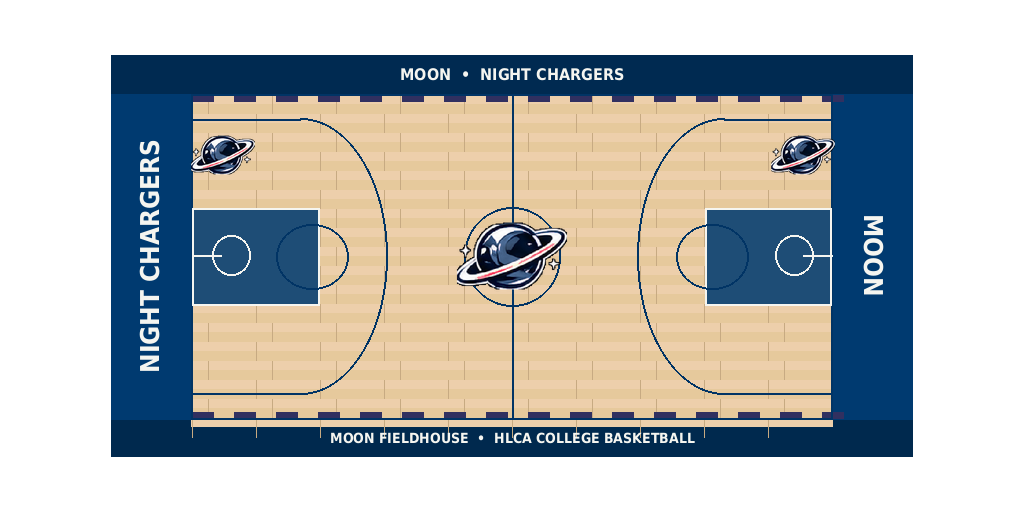 MOON • NIGHT CHARGERS
NIGHT CHARGERS
MOON
MOON FIELDHOUSE • HLCA COLLEGE BASKETBALL